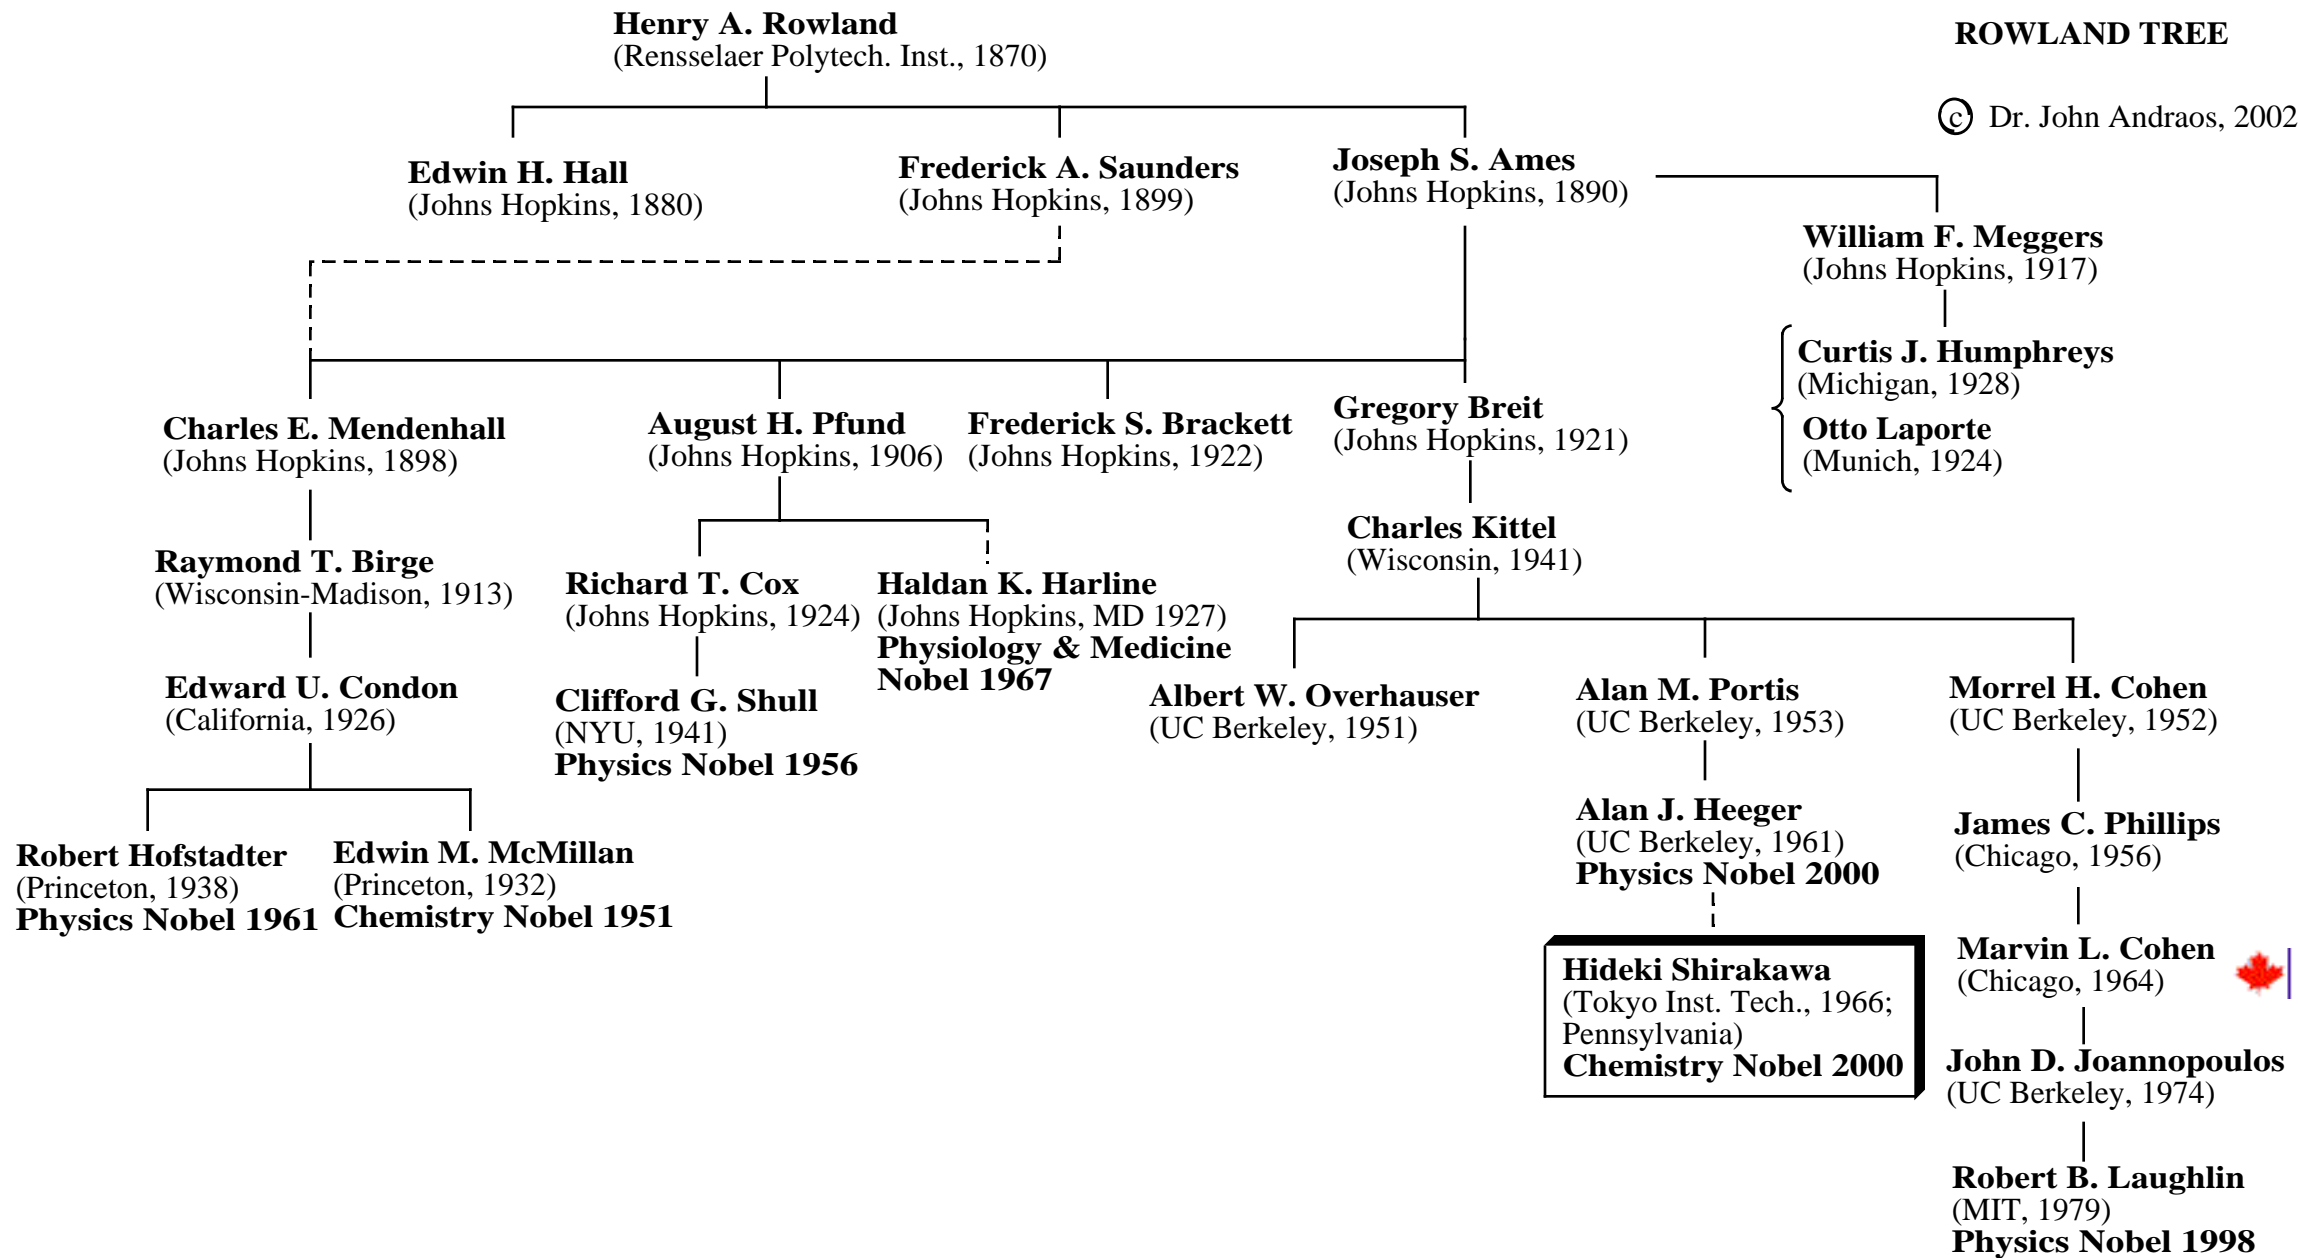 Henry A. Rowland
(Rensselaer Polytech. Inst., 1870)
ROWLAND TREE
c Dr. John Andraos, 2002
Edwin H. Hall
(Johns Hopkins, 1880)
Frederick A. Saunders
(Johns Hopkins, 1899)
Joseph S. Ames
(Johns Hopkins, 1890)
William F. Meggers
(Johns Hopkins, 1917)
Curtis J. Humphreys
(Michigan, 1928)
Otto Laporte
(Munich, 1924)
Charles E. Mendenhall
(Johns Hopkins, 1898)
August H. Pfund
(Johns Hopkins, 1906)
Frederick S. Brackett
(Johns Hopkins, 1922)
Gregory Breit
(Johns Hopkins, 1921)
Charles Kittel
(Wisconsin, 1941)
Raymond T. Birge
(Wisconsin-Madison, 1913)
Richard T. Cox
(Johns Hopkins, 1924)
Haldan K. Harline
(Johns Hopkins, MD 1927)
Physiology & Medicine
Nobel 1967
Edward U. Condon
(California, 1926)
Clifford G. Shull
(NYU, 1941)
Physics Nobel 1956
Albert W. Overhauser
(UC Berkeley, 1951)
Alan M. Portis
(UC Berkeley, 1953)
Morrel H. Cohen
(UC Berkeley, 1952)
Robert Hofstadter
(Princeton, 1938)
Physics Nobel 1961
Edwin M. McMillan
(Princeton, 1932)
Chemistry Nobel 1951
Alan J. Heeger
(UC Berkeley, 1961)
Physics Nobel 2000
James C. Phillips
(Chicago, 1956)
Hideki Shirakawa
(Tokyo Inst. Tech., 1966;
Pennsylvania)
Chemistry Nobel 2000
Marvin L. Cohen
(Chicago, 1964)
John D. Joannopoulos
(UC Berkeley, 1974)
Robert B. Laughlin
(MIT, 1979)
Physics Nobel 1998